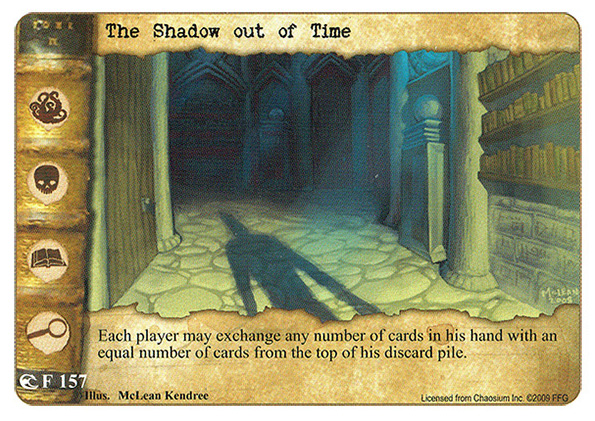 The Shadow out of Time
Each player may exchange any number of cards in his hand with an
equal number of cards from the top of his discard pile.
McLEAN
2005
F 157
Illus. McLean Kendree
Licensed from Chaosium Inc. ©2009 FFG